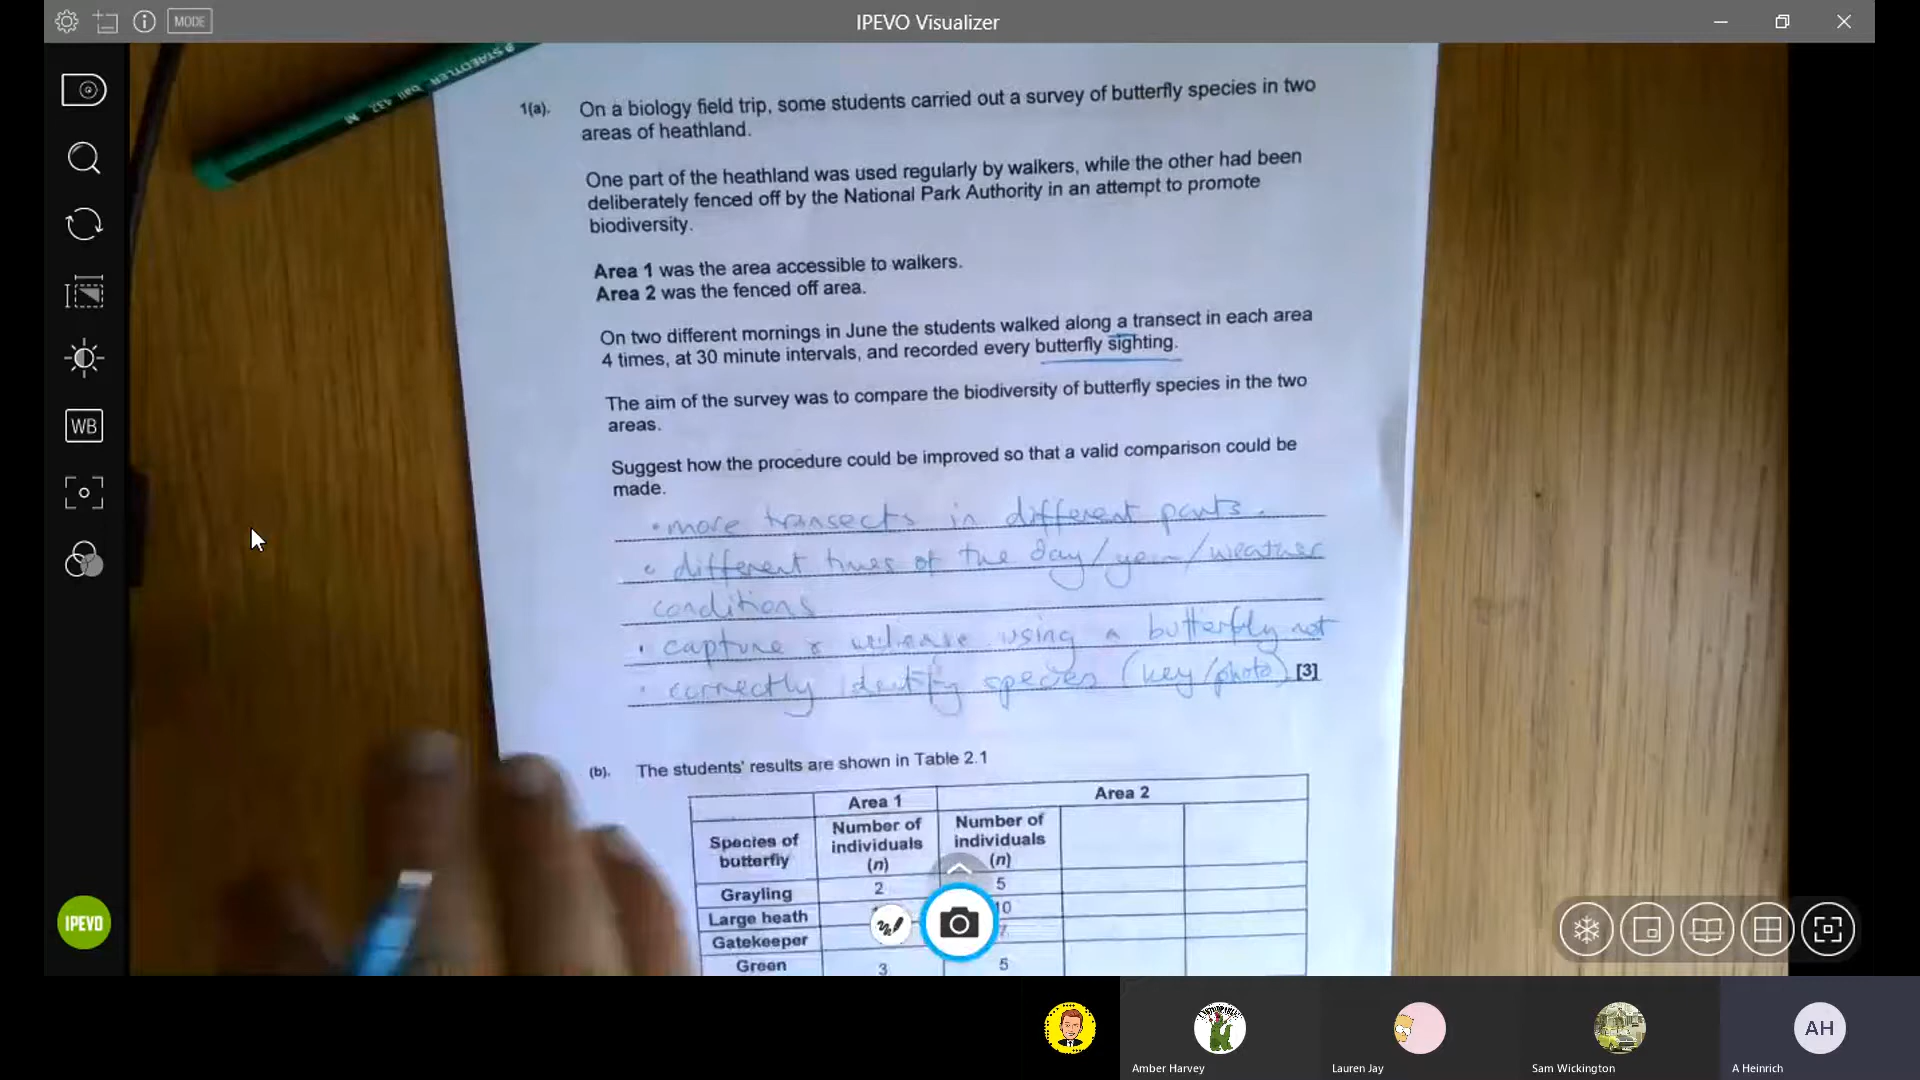 MODE
IPEVO Visualizer
STAEDTLER
ball 432 M
1(a). On a biology field trip, some students carried out a survey of butterfly species in two
areas of heathland.
One part of the heathland was used regularly by walkers, while the other had been
deliberately fenced off by the National Park Authority in an attempt to promote
biodiversity.
Area 1 was the area accessible to walkers.
Area 2 was the fenced off area.
On two different mornings in June the students walked along a transect in each area
4 times, at 30 minute intervals, and recorded every butterfly sighting.
The aim of the survey was to compare the biodiversity of butterfly species in the two
areas.
Suggest how the procedure could be improved so that a valid comparison could be
made.
• more transects in different parts.
• different times of the day/year/weather
conditions
• capture & release using a butterfly net
• correctly identify species (key/photo) [3]
(b). The students' results are shown in Table 2.1
Area 1 Area 2
Species of butterfly Number of individuals (n) Number of individuals (n)
Grayling 2 5
Large heath 10
Gatekeeper
Green 3 5
WB
IPEVO
AH
Amber Harvey Lauren Jay Sam Wickington A Heinrich